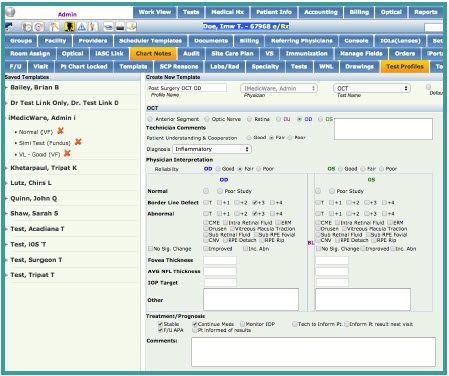 Admin
Work View Tests Medical Hx Patient Info Accounting Billing Optical Reports
Doe, Imw T. - 67968 e/Rx
Groups Facility Providers Scheduler Templates Documents Billing Referring Physicians Console IOLs(Lenses) Set
Room Assign Optical IASC Link Chart Notes Audit Site Care Plan VS Immunization Manage Fields Orders iPort
F/U Visit Pt Chart Locked Template SCP Reasons Labs/Rad Specialty Tests WNL Drawings Test Profiles Te
Saved Templates
Bailey, Brian B
Dr Test Link Only, Dr. Test Link D
iMedicWare, Admin i
• Normal (VF)
• Simi Test (Fundus)
• VL - Good (VF)
Khetarpaul, Tripat K
Lutz, Chirs L
Quinn, John Q
Shaw, Sarah S
Test, Acadiana T
Test, iOS T
Test, Surgeon T
Test, Tripat T
Create New Template
Post Surgery OCT OD iMedicWare, Admin OCT
Profile Name Physician Test Name Defau
OCT
Anterior Segment Optic Nerve Retina OU OD OS
Technician Comments
Patient Understanding & Cooperation Good Fair Poor
Diagnosis Inflammatory
Physician Interpretation
Reliability OD Good Fair Poor OS Good Fair Poor
OD OS
Normal Poor Study Poor Study
Border Line Defect T +1 +2 +3 +4 T +1 +2 +3 +4
Abnormal T +1 +2 +3 +4 T +1 +2 +3 +4
CME Intra Retinal ERM CME Intra Retinal ERM
Drusen Vitreous Macula Traction Drusen Vitreous Macula Traction
Sub Retinal Fluid Sub RPE Fovial Sub Retinal Fluid Sub RPE Fovial
CNV RPE Detach RPE Rip CNV RPE Detach RPE Rip
BL
No Sig. Change Improved Inc. Abn No Sig. Change Improved Inc. Abn
Fovea Thickness
AVG NFL Thickness
IOP Target
Other
Treatment/Prognosis
Stable Continue Meds Monitor IOP Tech to Inform Pt. Inform Pt result next visit
F/U APA Pt informed of results
Comments: